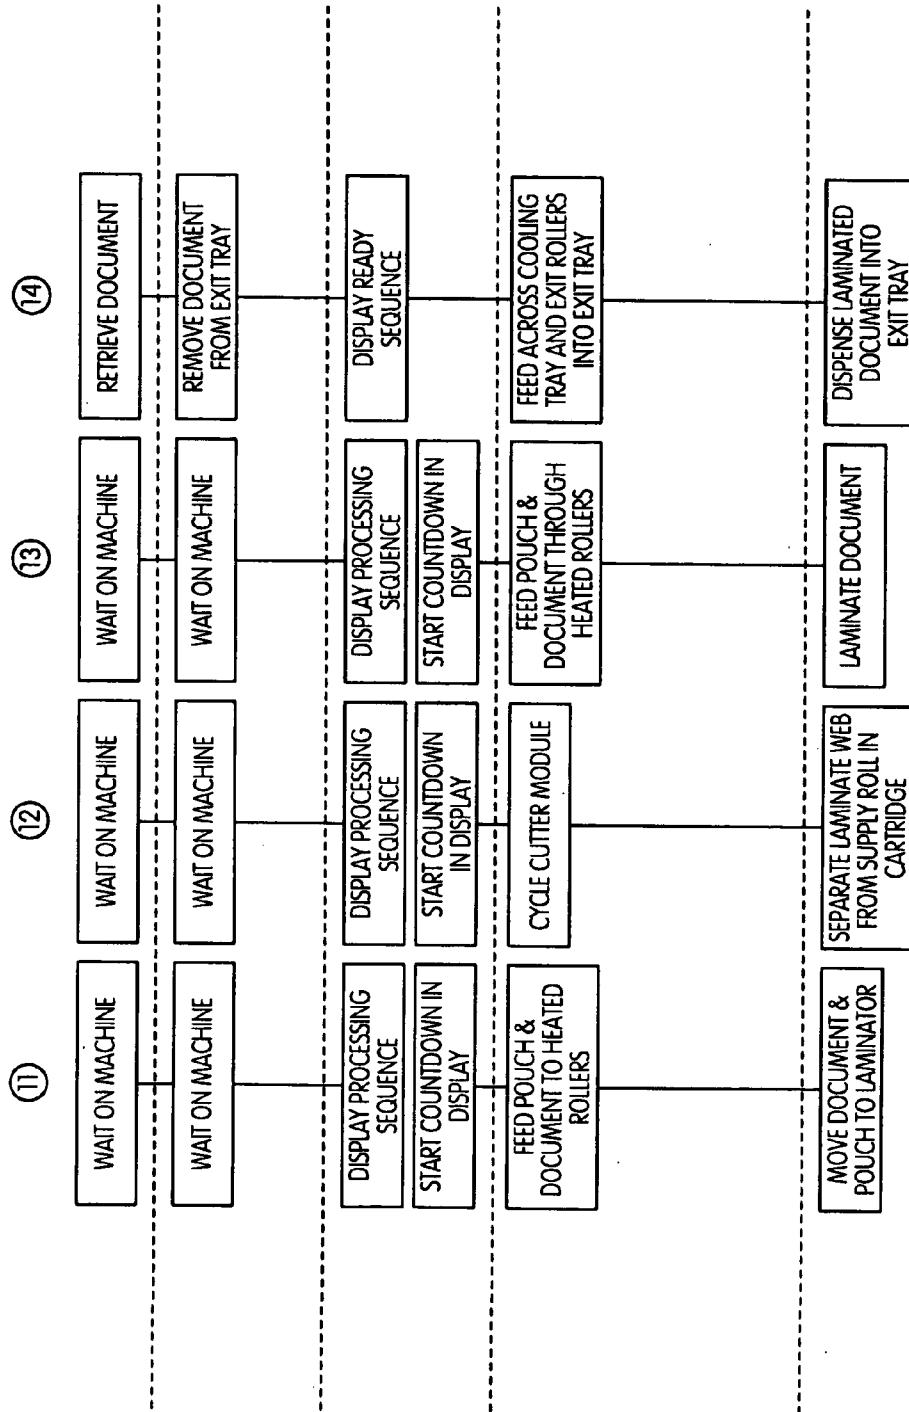 11
WAIT ON MACHINE
WAIT ON MACHINE
DISPLAY PROCESSING
SEQUENCE
START COUNTDOWN IN
DISPLAY
FEED POUCH &
DOCUMENT TO HEATED
ROLLERS
MOVE DOCUMENT &
POUCH TO LAMINATOR
12
WAIT ON MACHINE
WAIT ON MACHINE
DISPLAY PROCESSING
SEQUENCE
START COUNTDOWN
IN DISPLAY
CYCLE CUTTER MODULE
SEPARATE LAMINATE WEB
FROM SUPPLY ROLL IN
CARTRIDGE
13
WAIT ON MACHINE
WAIT ON MACHINE
DISPLAY PROCESSING
SEQUENCE
START COUNTDOWN IN
DISPLAY
FEED POUCH &
DOCUMENT THROUGH
HEATED ROLLERS
LAMINATE DOCUMENT
14
RETRIEVE DOCUMENT
REMOVE DOCUMENT
FROM EXIT TRAY
DISPLAY READY
SEQUENCE
FEED ACROSS COOLING
TRAY AND EXIT ROLLERS
INTO EXIT TRAY
DISPENSE LAMINATED
DOCUMENT INTO
EXIT TRAY